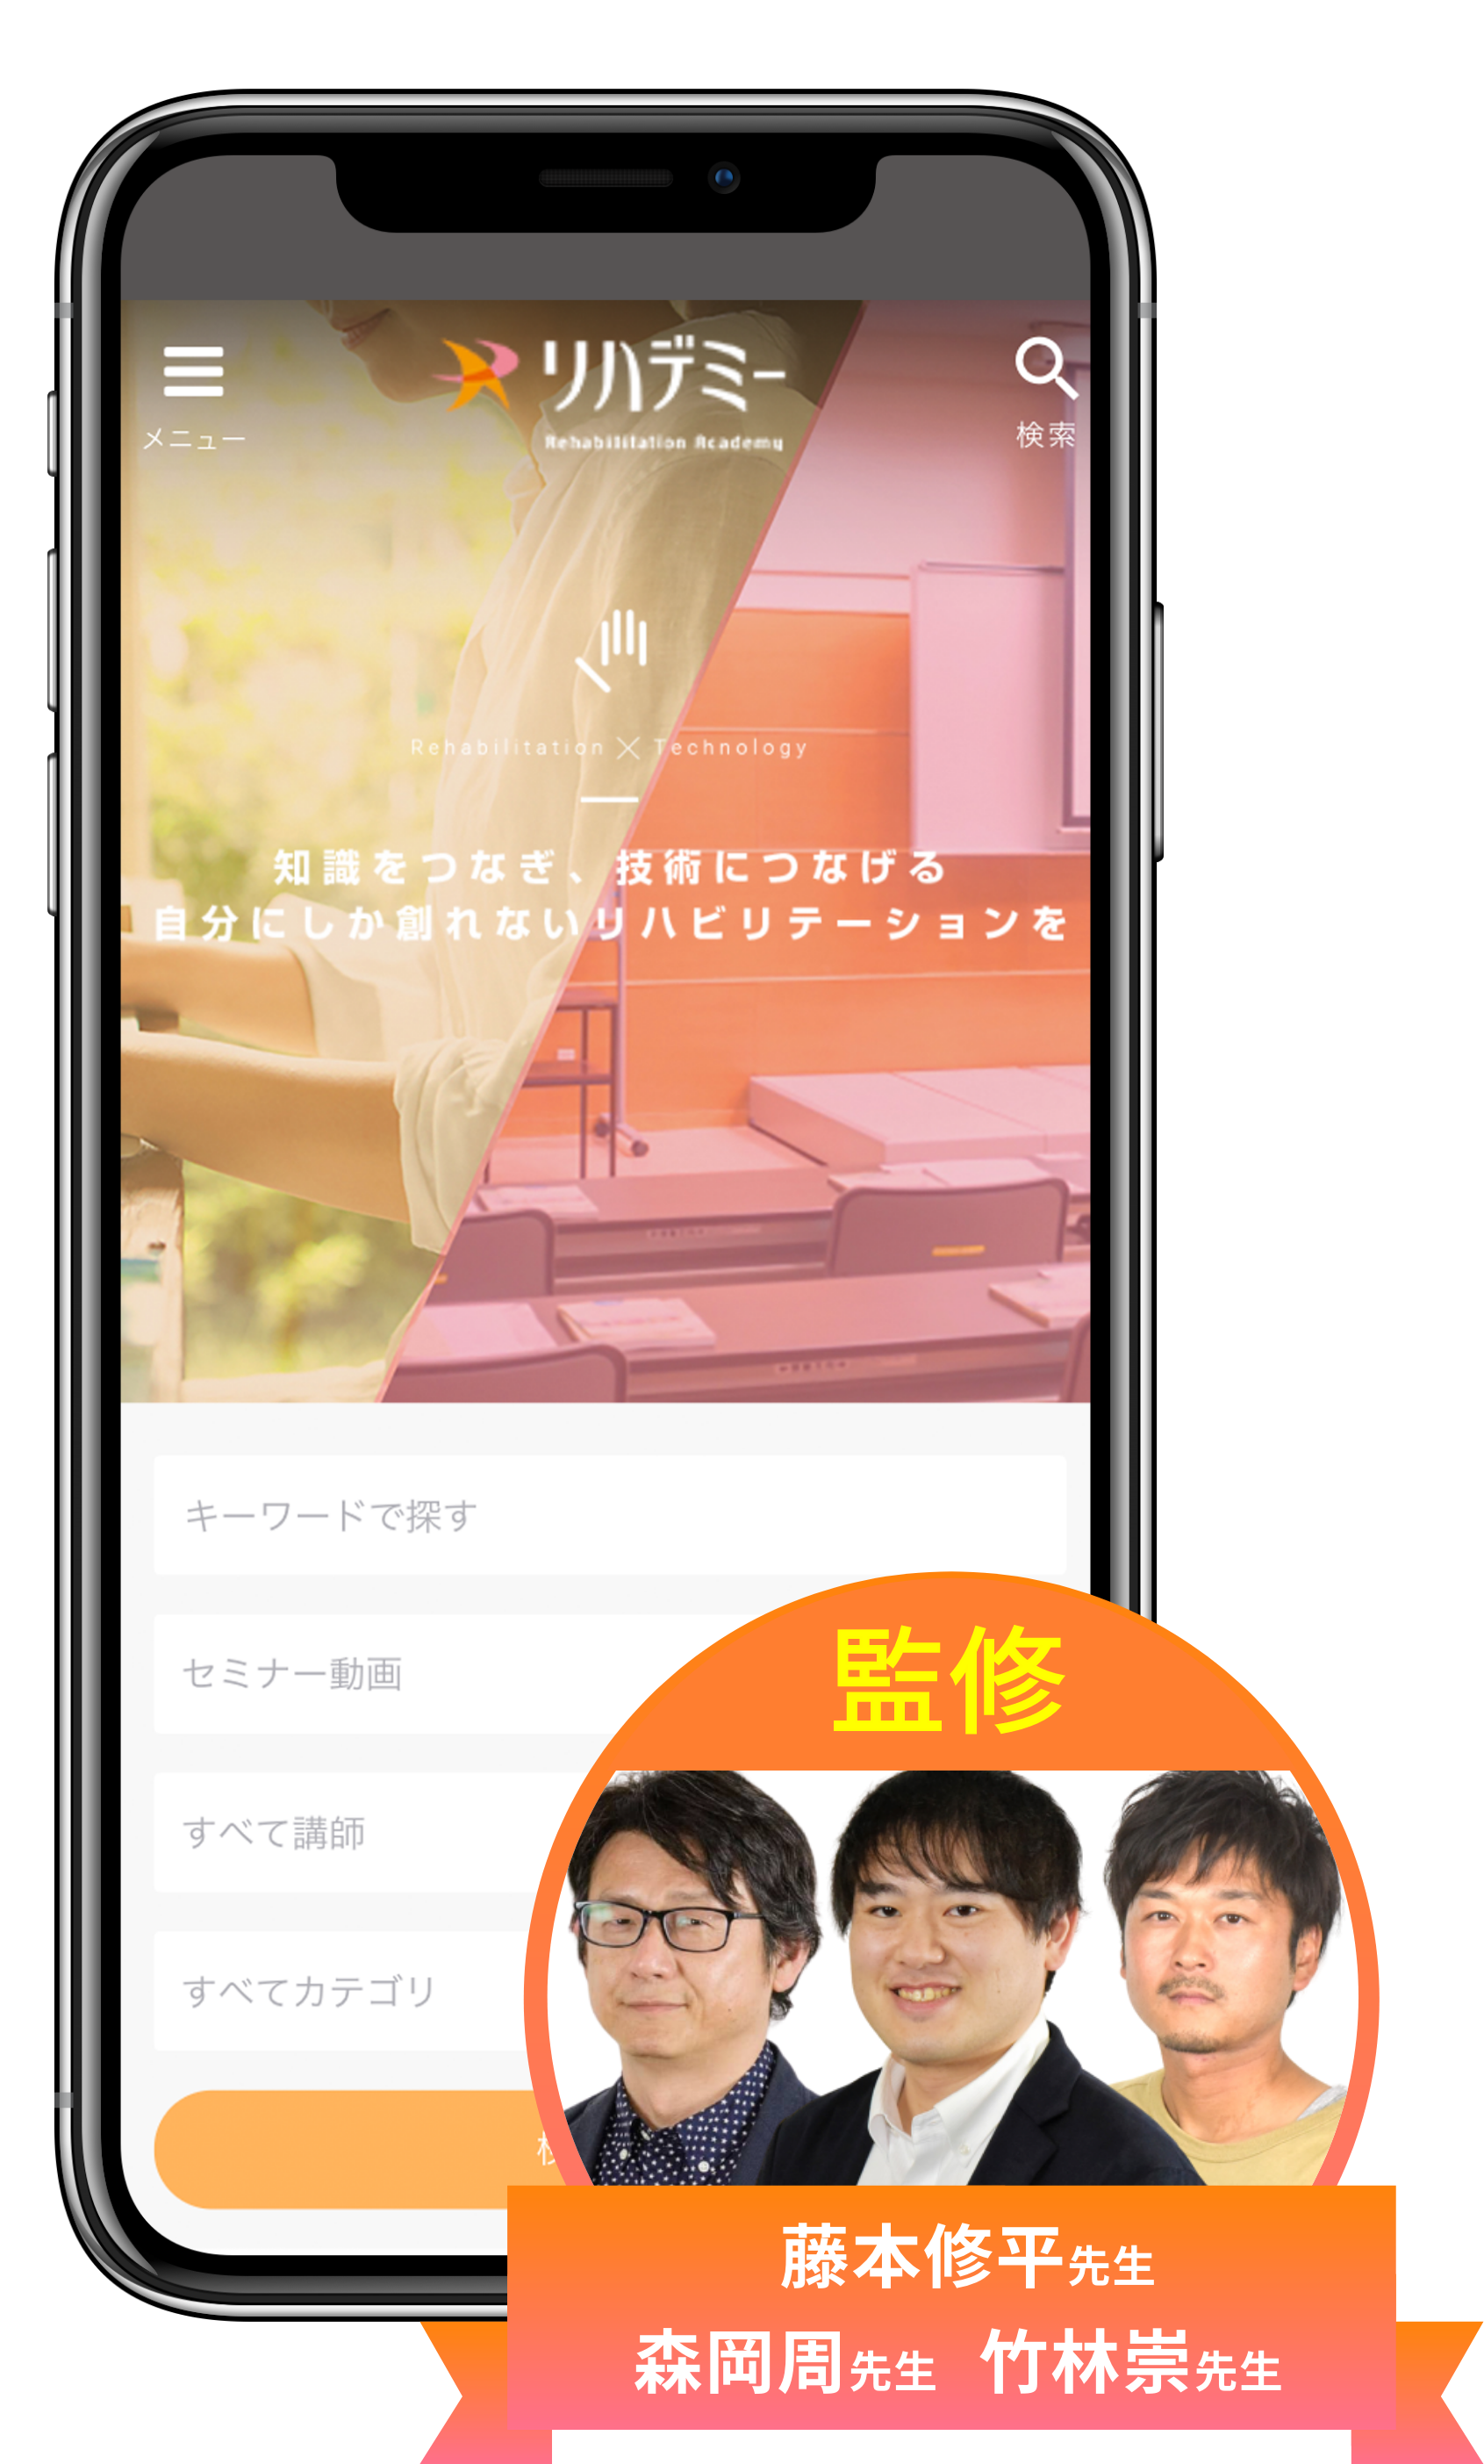 リハデミー
Rehabilitation Academy
メニュー
検索
Rehabilitation × Technology
知識をつなぎ、技術につなげる
自分にしか創れないリハビリテーションを
キーワードで探す
セミナー動画
すべて講師
すべてカテゴリ
監修
藤本修平先生
森岡周先生 竹林崇先生